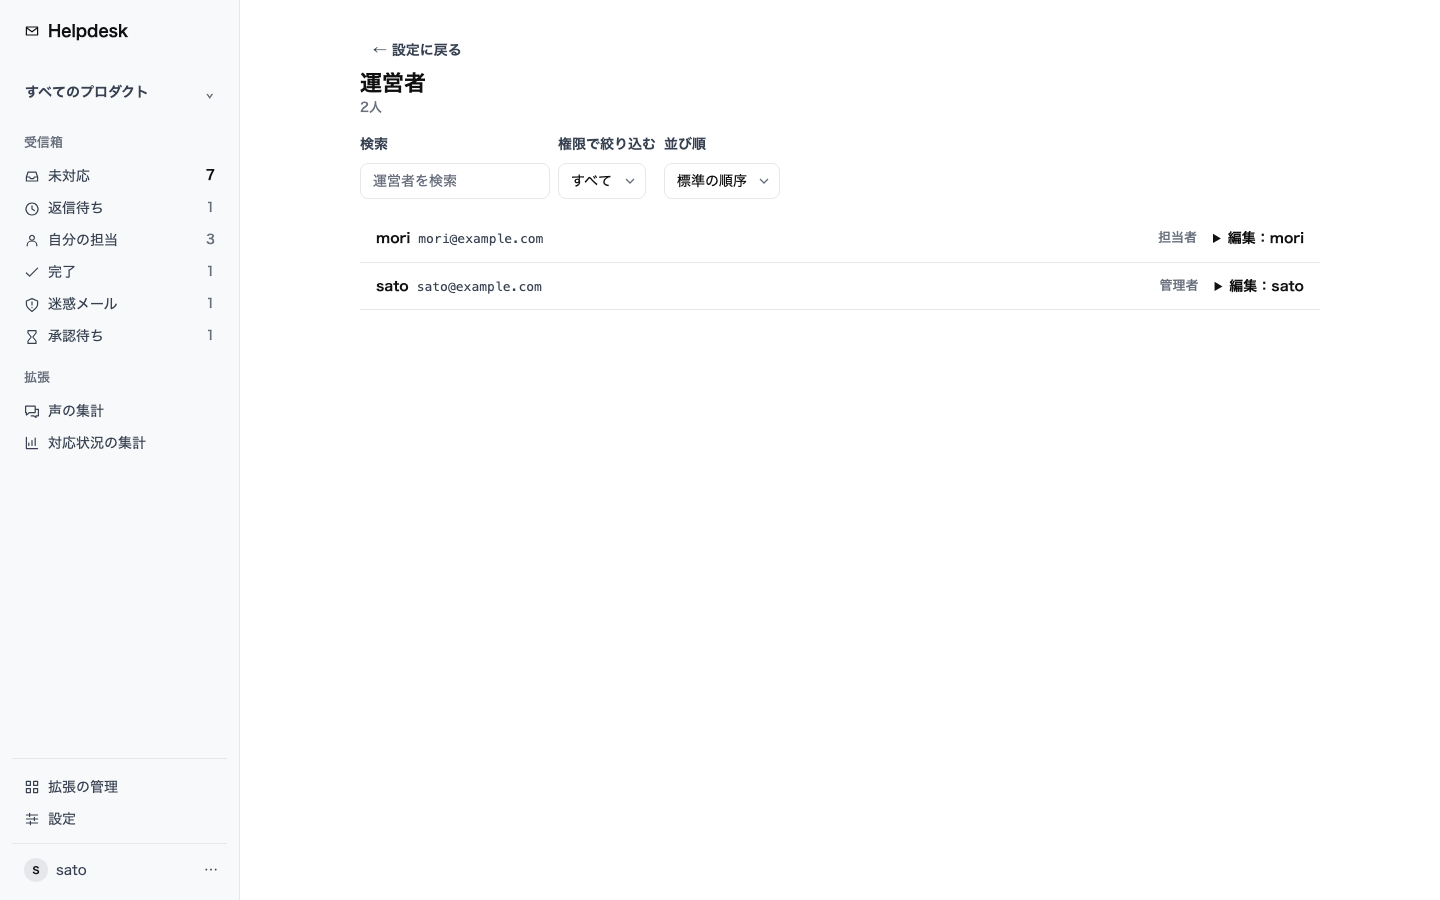 Helpdesk
すべてのプロダクト
受信箱
未対応 7
返信待ち 1
自分の担当 3
完了 1
迷惑メール 1
承認待ち 1
拡張
声の集計
対応状況の集計
拡張の管理
設定
S sato ...
← 設定に戻る
運営者
2人
検索 権限で絞り込む 並び順
運営者を検索 すべて 標準の順序
mori mori@example.com 担当者 ▶ 編集：mori
sato sato@example.com 管理者 ▶ 編集：sato